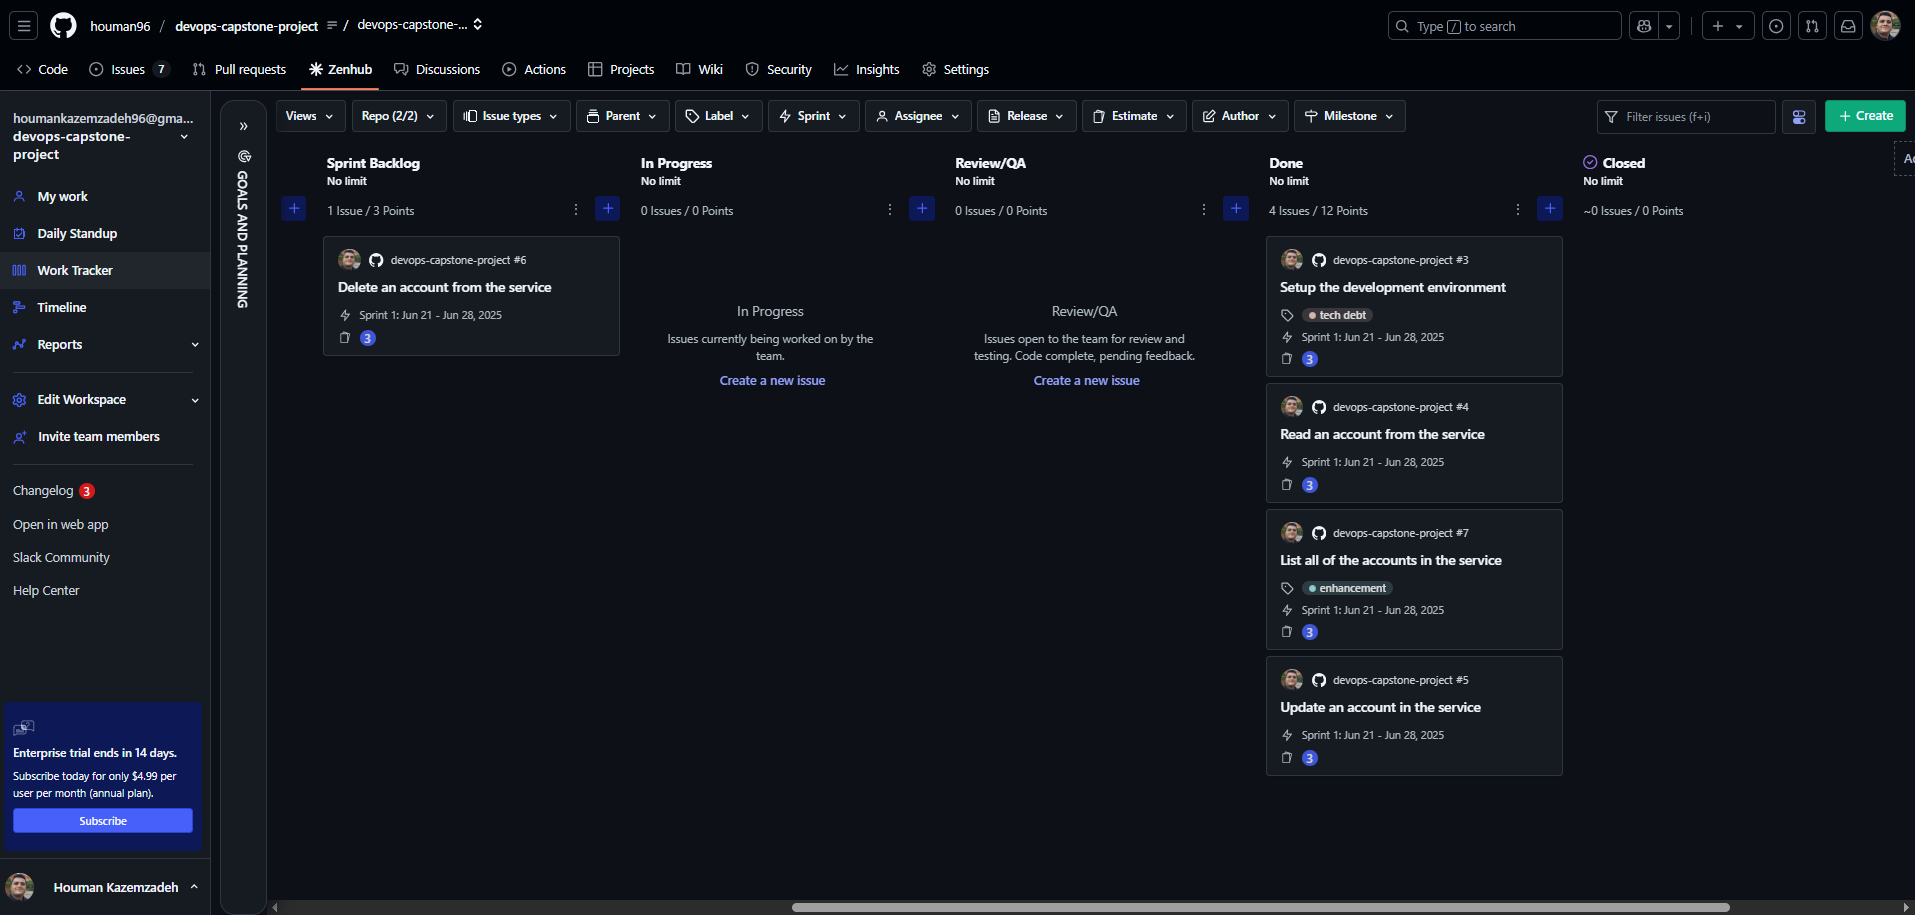 houman96 / devops-capstone-project / devops-capstone-...
Type / to search
Code
Issues 7
Pull requests
Zenhub
Discussions
Actions
Projects
Wiki
Security
Insights
Settings
houmankazemzadeh96@gma...
devops-capstone-
project
My work
Daily Standup
Work Tracker
Timeline
Reports
Edit Workspace
Invite team members
Changelog 3
Open in web app
Slack Community
Help Center
Enterprise trial ends in 14 days.
Subscribe today for only $4.99 per
user per month (annual plan).
Subscribe
Houman Kazemzadeh
GOALS AND PLANNING
Views
Repo (2/2)
Issue types
Parent
Label
Sprint
Assignee
Release
Estimate
Author
Milestone
Filter issues (f+i)
+ Create
Sprint Backlog
No limit
1 Issue / 3 Points
devops-capstone-project #6
Delete an account from the service
Sprint 1: Jun 21 - Jun 28, 2025
3
In Progress
No limit
0 Issues / 0 Points
In Progress
Issues currently being worked on by the
team.
Create a new issue
Review/QA
No limit
0 Issues / 0 Points
Review/QA
Issues open to the team for review and
testing. Code complete, pending feedback.
Create a new issue
Done
No limit
4 Issues / 12 Points
devops-capstone-project #3
Setup the development environment
tech debt
Sprint 1: Jun 21 - Jun 28, 2025
3
devops-capstone-project #4
Read an account from the service
Sprint 1: Jun 21 - Jun 28, 2025
3
devops-capstone-project #7
List all of the accounts in the service
enhancement
Sprint 1: Jun 21 - Jun 28, 2025
3
devops-capstone-project #5
Update an account in the service
Sprint 1: Jun 21 - Jun 28, 2025
3
Closed
No limit
~0 Issues / 0 Points